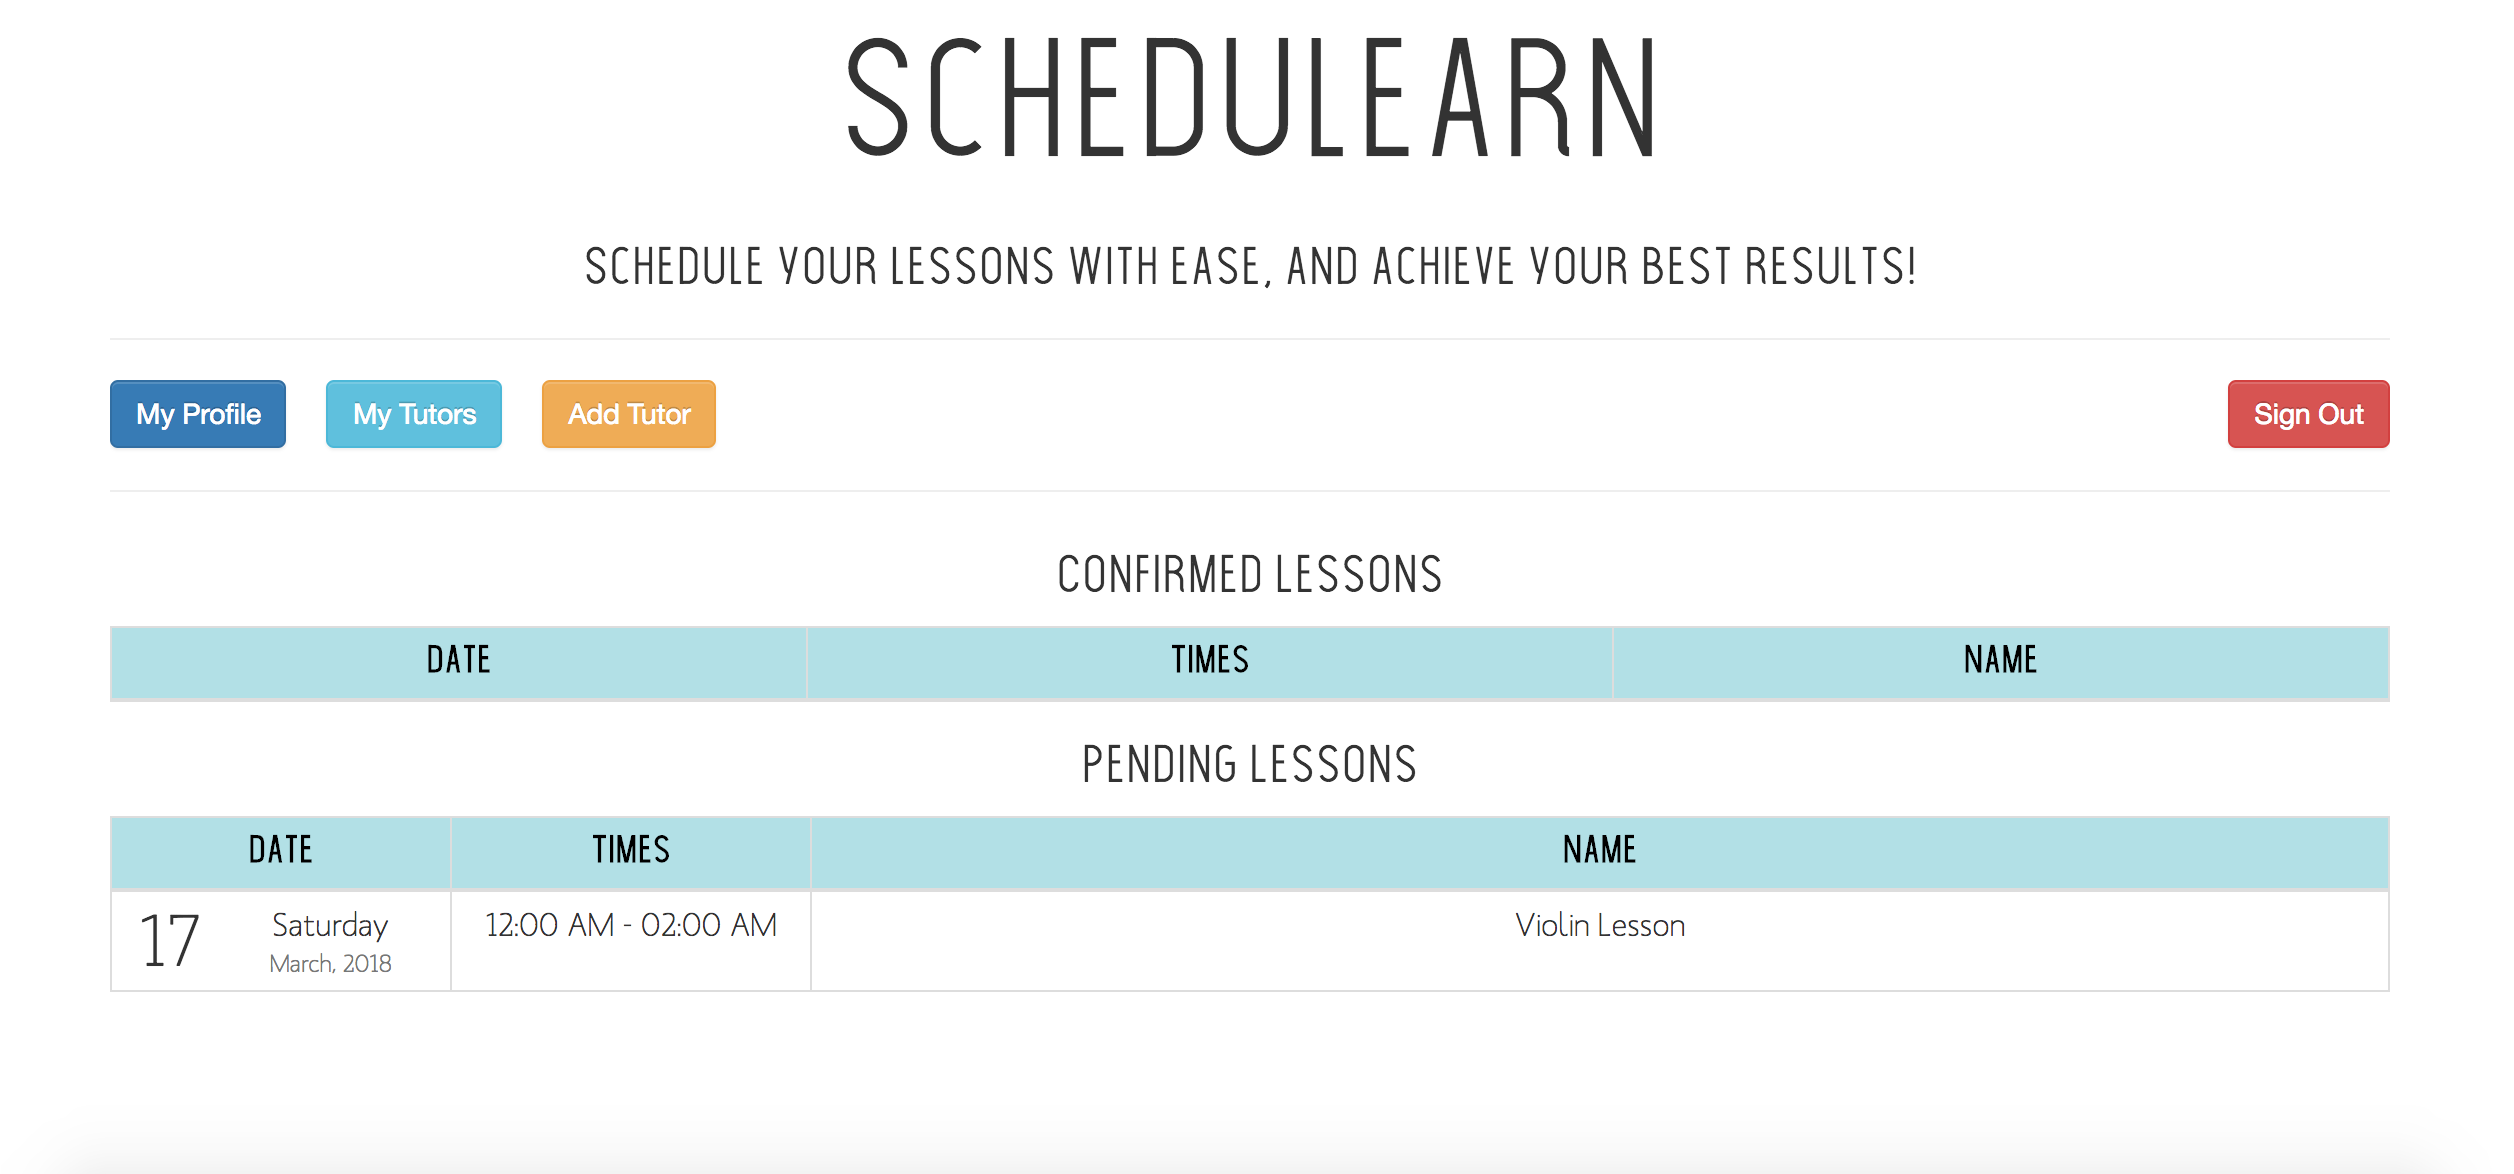 SCHEDULEARN
SCHEDULE YOUR LESSONS WITH EASE, AND ACHIEVE YOUR BEST RESULTS!
My Profile My Tutors Add Tutor Sign Out
CONFIRMED LESSONS
DATE TIMES NAME
PENDING LESSONS
DATE TIMES NAME
17 Saturday 12:00 AM - 02:00 AM Violin Lesson
March, 2018